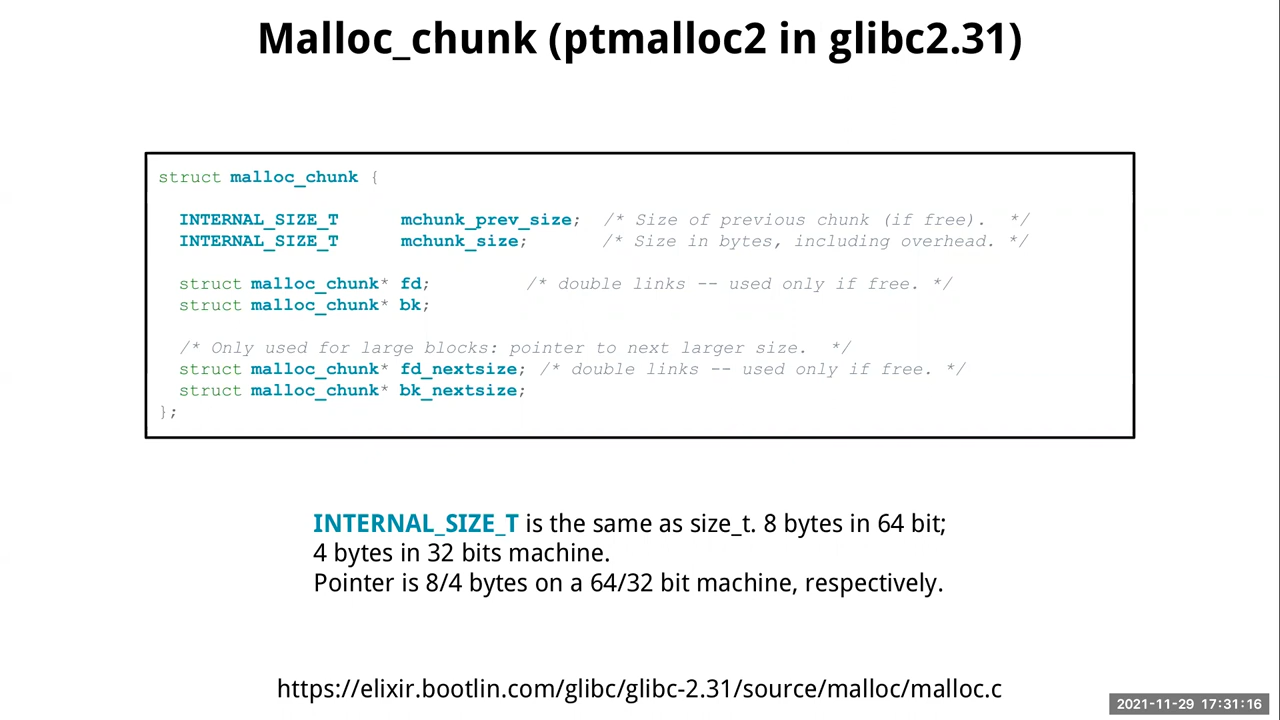 Malloc_chunk (ptmalloc2 in glibc2.31)
struct malloc_chunk {
INTERNAL_SIZE_T mchunk_prev_size; /* Size of previous chunk (if free). */
INTERNAL_SIZE_T mchunk_size; /* Size in bytes, including overhead. */
struct malloc_chunk* fd; /* double links -- used only if free. */
struct malloc_chunk* bk;
/* Only used for large blocks: pointer to next larger size. */
struct malloc_chunk* fd_nextsize; /* double links -- used only if free. */
struct malloc_chunk* bk_nextsize;
};
INTERNAL_SIZE_T is the same as size_t. 8 bytes in 64 bit;
4 bytes in 32 bits machine.
Pointer is 8/4 bytes on a 64/32 bit machine, respectively.
https://elixir.bootlin.com/glibc/glibc-2.31/source/malloc/malloc.c
2021-11-29 17:31:16